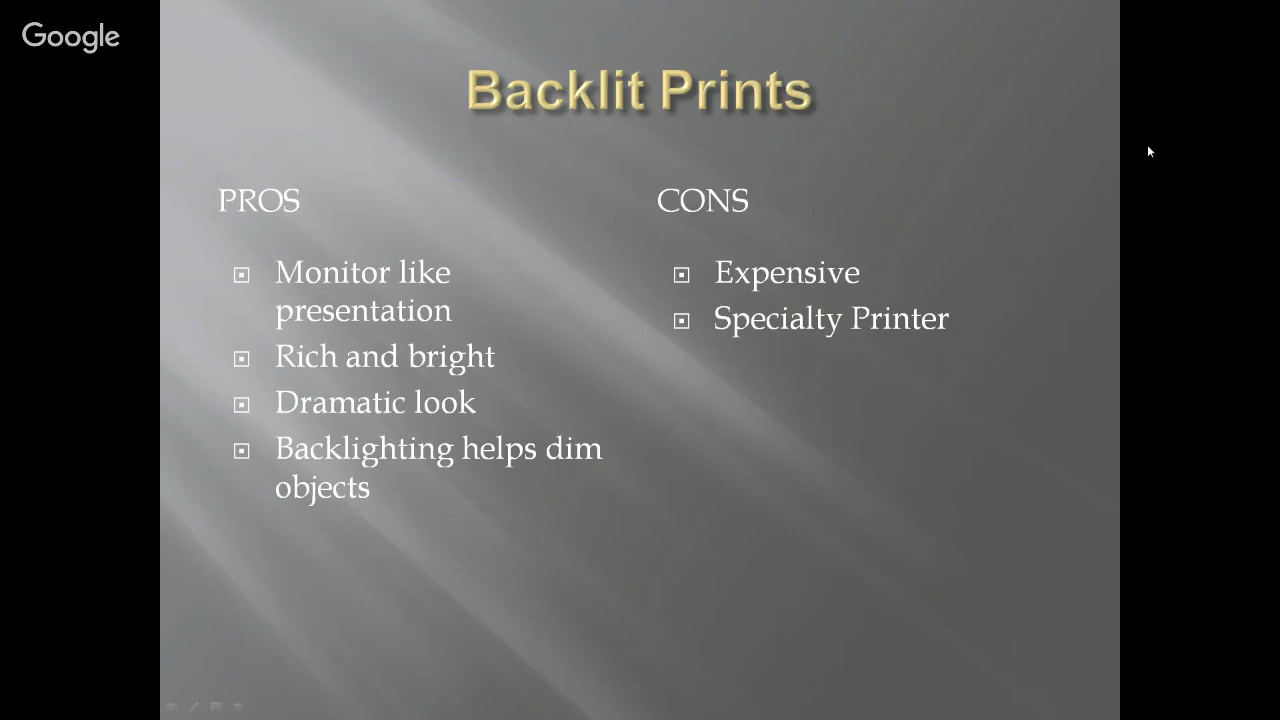 Google
Backlit Prints
PROS
Monitor like
presentation
Rich and bright
Dramatic look
Backlighting helps dim
objects
CONS
Expensive
Specialty Printer